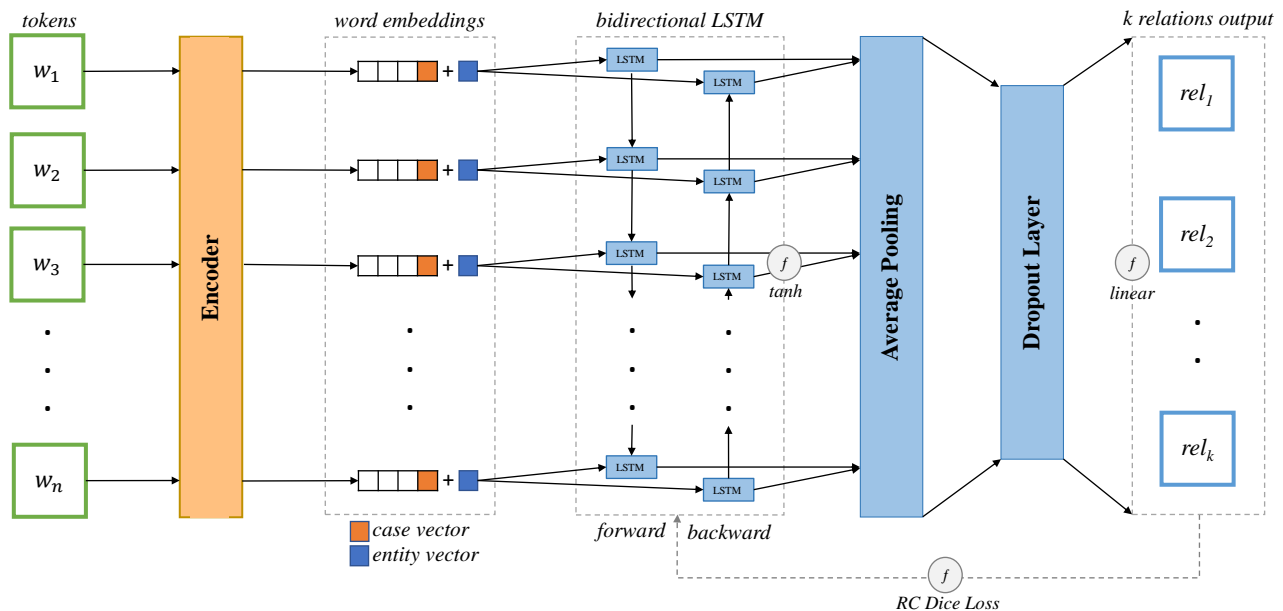 tokens
word embeddings
bidirectional LSTM
k relations output
w1
w2
w3
wn
Encoder
+
+
+
+
case vector
entity vector
LSTM
LSTM
LSTM
LSTM
LSTM
LSTM
LSTM
LSTM
forward
backward
f
tanh
Average Pooling
Dropout Layer
f
linear
rel1
rel2
relk
f
RC Dice Loss